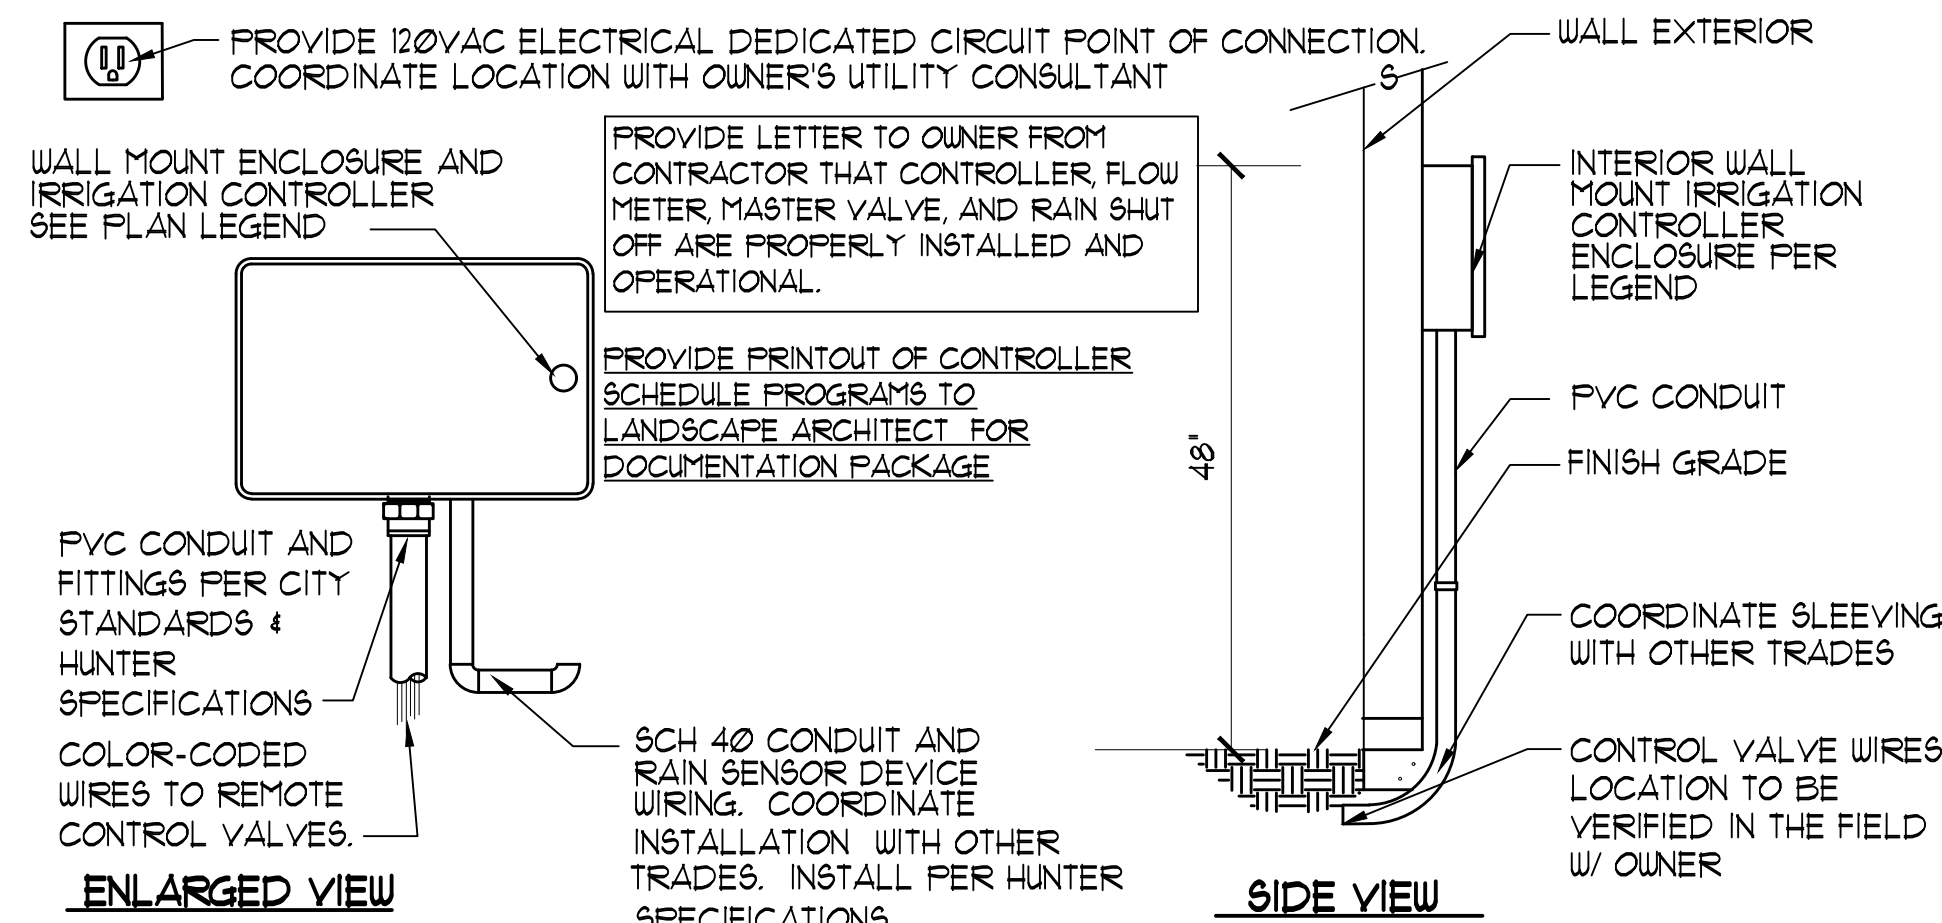 PROVIDE 120VAC ELECTRICAL DEDICATED CIRCUIT POINT OF CONNECTION.
COORDINATE LOCATION WITH OWNER'S UTILITY CONSULTANT
WALL MOUNT ENCLOSURE AND
IRRIGATION CONTROLLER
SEE PLAN LEGEND
PROVIDE LETTER TO OWNER FROM
CONTRACTOR THAT CONTROLLER, FLOW
METER, MASTER VALVE, AND RAIN SHUT
OFF ARE PROPERLY INSTALLED AND
OPERATIONAL.
PROVIDE PRINTOUT OF CONTROLLER
SCHEDULE PROGRAMS TO
LANDSCAPE ARCHITECT FOR
DOCUMENTATION PACKAGE
PVC CONDUIT AND
FITTINGS PER CITY
STANDARDS &
HUNTER
SPECIFICATIONS
COLOR-CODED
WIRES TO REMOTE
CONTROL VALVES.
SCH 40 CONDUIT AND
RAIN SENSOR DEVICE
WIRING. COORDINATE
INSTALLATION WITH OTHER
TRADES. INSTALL PER HUNTER
SPECIFICATIONS
ENLARGED VIEW
S
WALL EXTERIOR
INTERIOR WALL
MOUNT IRRIGATION
CONTROLLER
ENCLOSURE PER
LEGEND
48"
PVC CONDUIT
FINISH GRADE
COORDINATE SLEEVING
WITH OTHER TRADES
CONTROL VALVE WIRES
LOCATION TO BE
VERIFIED IN THE FIELD
W/ OWNER
SIDE VIEW